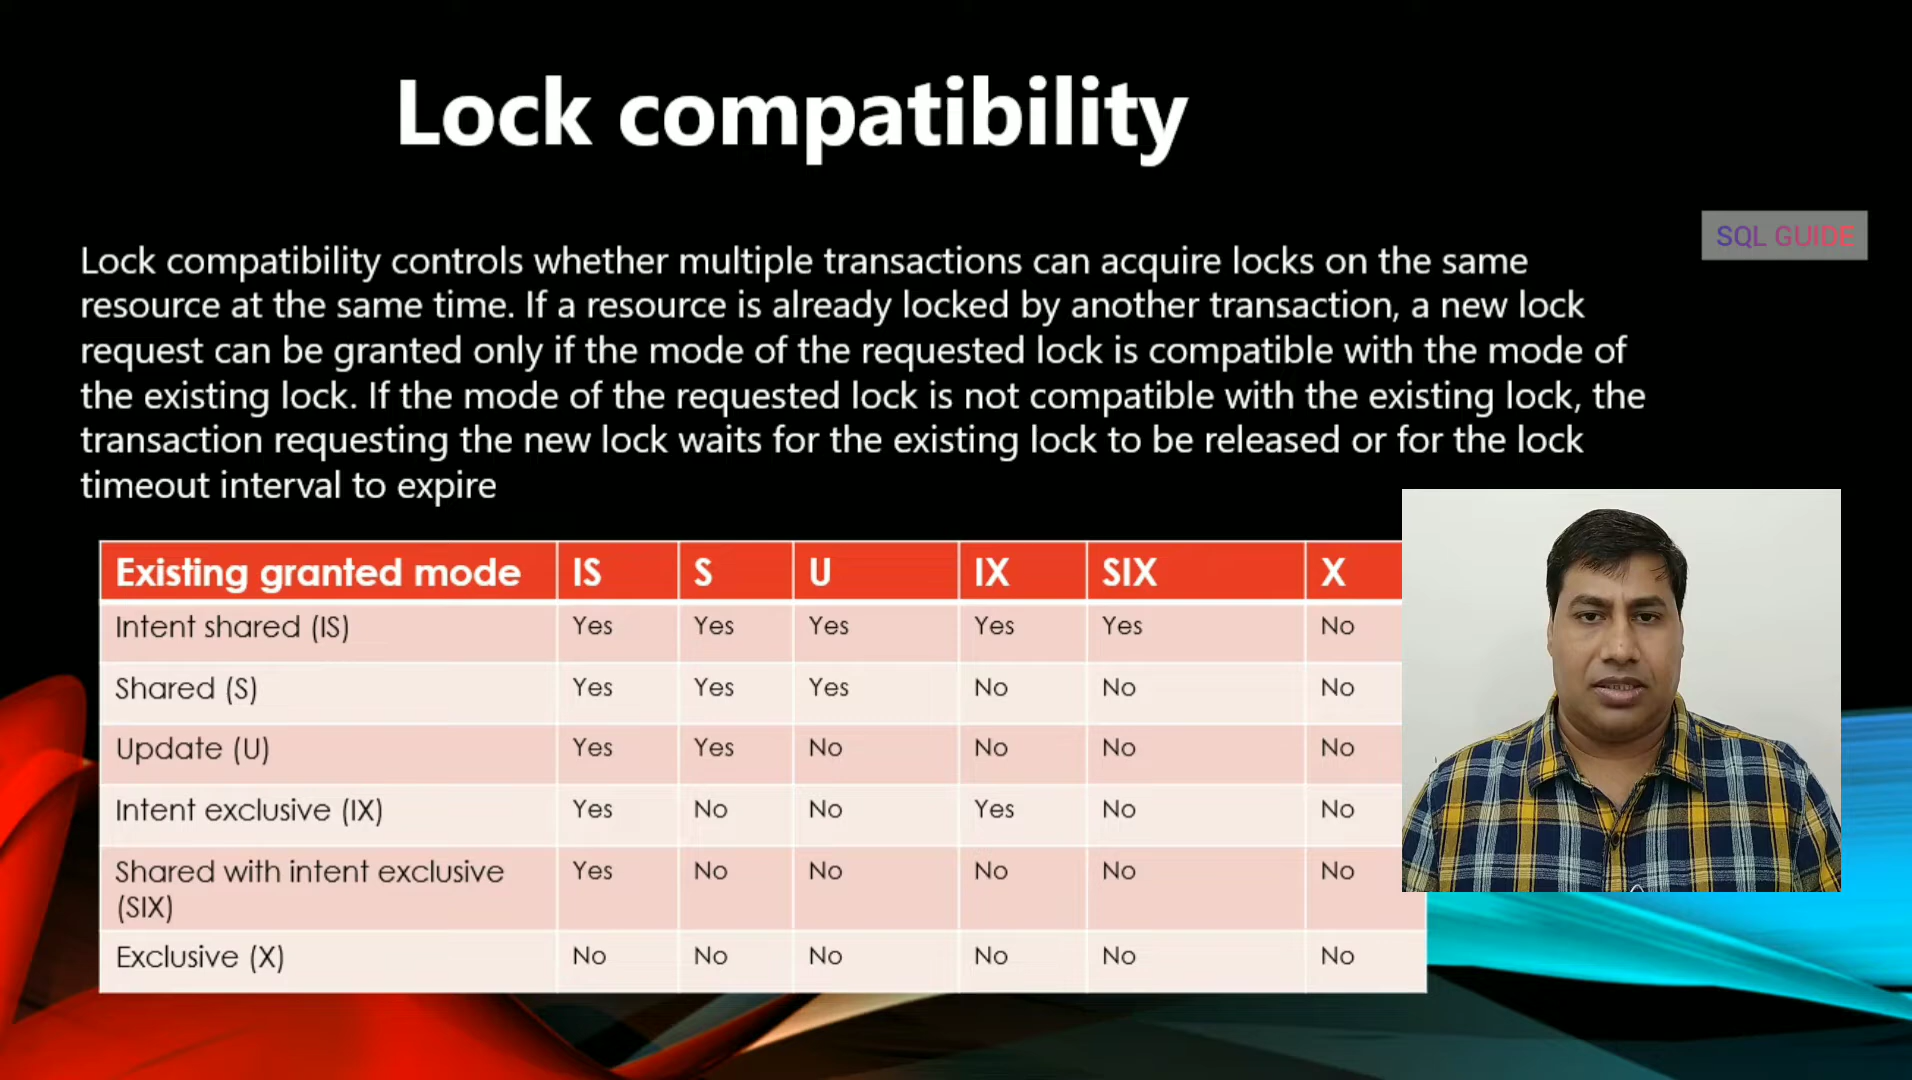 Lock compatibility
SQL GUIDE
Lock compatibility controls whether multiple transactions can acquire locks on the same
resource at the same time. If a resource is already locked by another transaction, a new lock
request can be granted only if the mode of the requested lock is compatible with the mode of
the existing lock. If the mode of the requested lock is not compatible with the existing lock, the
transaction requesting the new lock waits for the existing lock to be released or for the lock
timeout interval to expire
Existing granted mode IS S U IX SIX X
Intent shared (IS) Yes Yes Yes Yes Yes No
Shared (S) Yes Yes Yes No No No
Update (U) Yes Yes No No No No
Intent exclusive (IX) Yes No No Yes No No
Shared with intent exclusive Yes No No No No No
(SIX)
Exclusive (X) No No No No No No